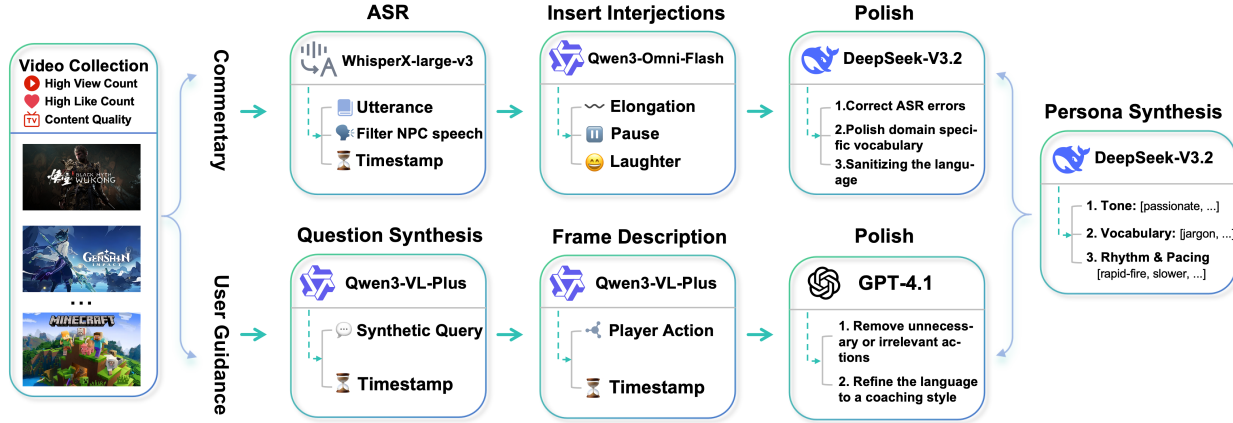 Video Collection
High View Count
High Like Count
TV
Content Quality
BLACK MYTH
WUKONG
GENSHIN
IMPACT
...
MINECRAFT
Commentary
User Guidance
ASR
WhisperX-large-v3
Utterance
Filter NPC speech
Timestamp
Insert Interjections
Qwen3-Omni-Flash
Elongation
Pause
Laughter
Polish
DeepSeek-V3.2
1.Correct ASR errors
2.Polish domain speci-
fic vocabulary
3.Sanitizing the langu-
age
Question Synthesis
Qwen3-VL-Plus
Synthetic Query
Timestamp
Frame Description
Qwen3-VL-Plus
Player Action
Timestamp
Polish
GPT-4.1
1. Remove unnecess-
ary or irrelevant ac-
tions
2. Refine the language
to a coaching style
Persona Synthesis
DeepSeek-V3.2
1. Tone: [passionate, ...]
2. Vocabulary: [jargon, ...]
3. Rhythm & Pacing
[rapid-fire, slower, ...]